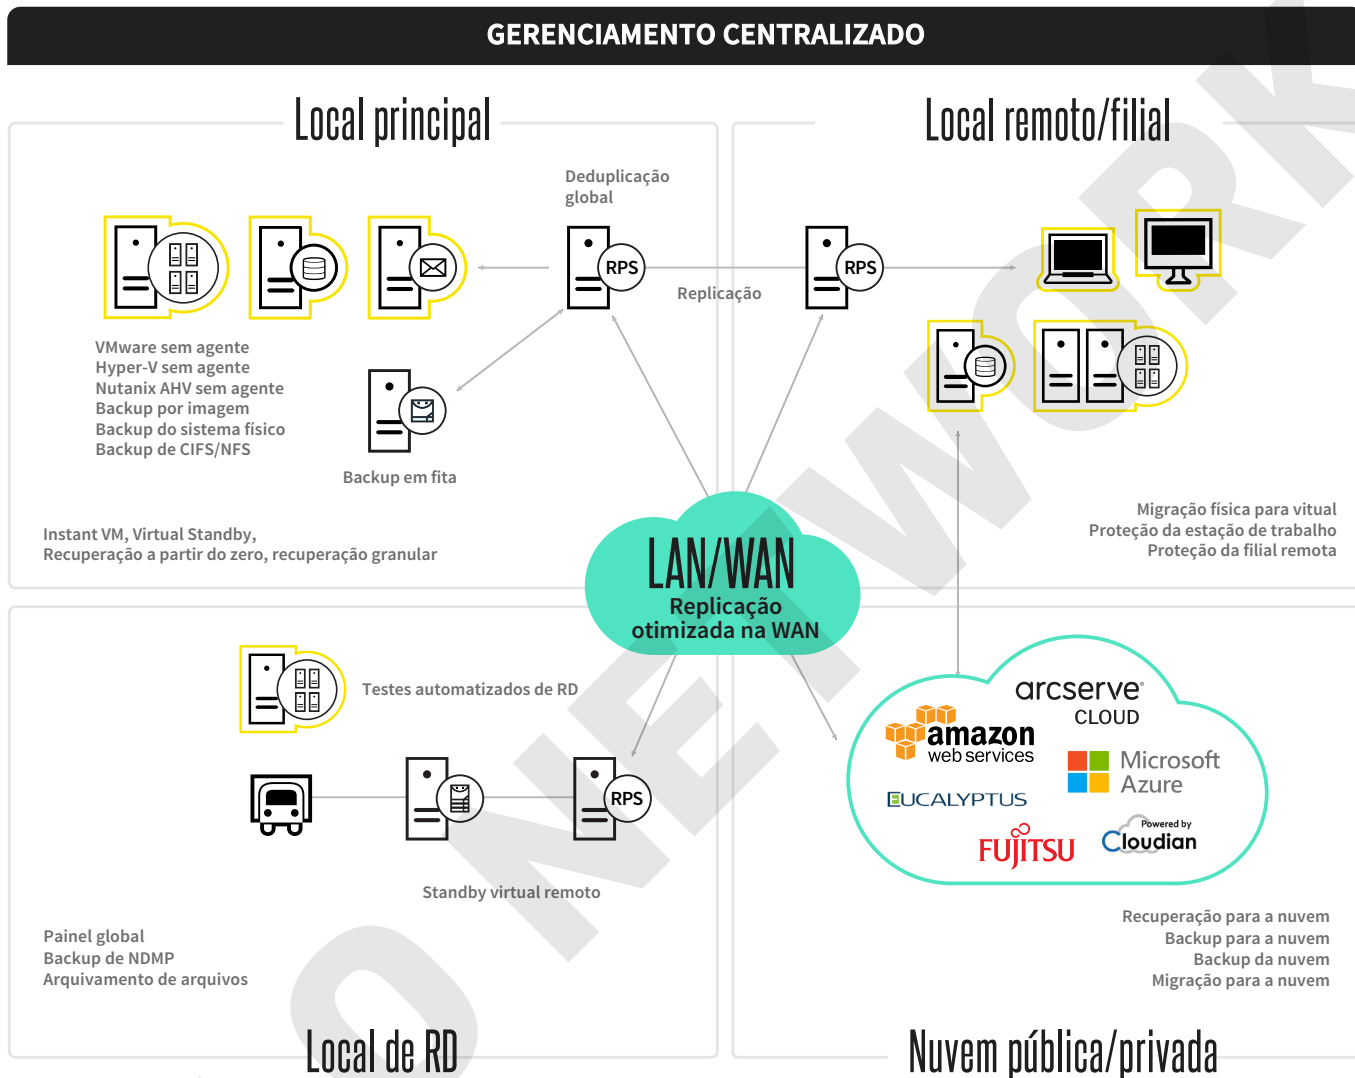 GERENCIAMENTO CENTRALIZADO
Local principal
Local remoto/filial
Deduplicação
global
RPS
RPS
Replicação
VMware sem agente
Hyper-V sem agente
Nutanix AHV sem agente
Backup por imagem
Backup do sistema físico
Backup de CIFS/NFS
Backup em fita
Instant VM, Virtual Standby,
Recuperação a partir do zero, recuperação granular
Migração física para vitual
Proteção da estação de trabalho
Proteção da filial remota
LAN/WAN
Replicação
otimizada na WAN
Testes automatizados de RD
RPS
Standby virtual remoto
Painel global
Backup de NDMP
Arquivamento de arquivos
arcserve®
CLOUD
amazon
web services
Microsoft
Azure
EUCALYPTUS
FUJITSU
Powered by
Cloudian
Recuperação para a nuvem
Backup para a nuvem
Backup da nuvem
Migração para a nuvem
Local de RD
Nuvem pública/privada
O NETWORK